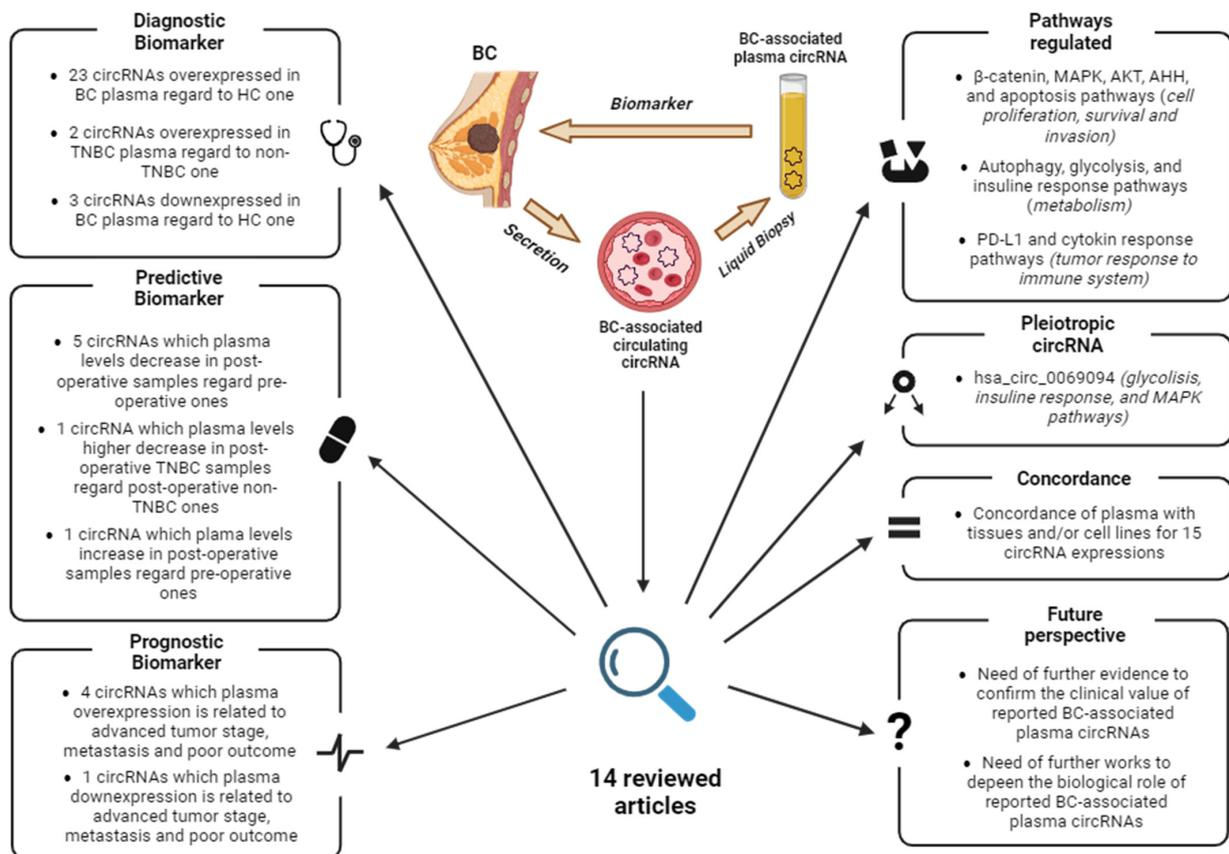 Diagnostic
Biomarker
• 23 circRNAs overexpressed in
BC plasma regard to HC one
• 2 circRNAs overexpressed in
TNBC plasma regard to non-
TNBC one
• 3 circRNAs downexpressed in
BC plasma regard to HC one
Predictive
Biomarker
• 5 circRNAs which plasma
levels decrease in post-
operative samples regard pre-
operative ones
• 1 circRNA which plasma levels
higher decrease in post-
operative TNBC samples
regard post-operative non-
TNBC ones
• 1 circRNA which plama levels
increase in post-operative
samples regard pre-operative
ones
Prognostic
Biomarker
• 4 circRNAs which plasma
overexpression is related to
advanced tumor stage,
metastasis and poor outcome
• 1 circRNAs which plasma
downexpression is related to
advanced tumor stage,
metastasis and poor outcome
BC
BC-associated
plasma circRNA
Biomarker
Secretion
Liquid Biopsy
BC-associated
circulating
circRNA
14 reviewed
articles
Pathways
regulated
• β-catenin, MAPK, AKT, AHH,
and apoptosis pathways (cell
proliferation, survival and
invasion)
• Autophagy, glycolysis, and
insuline response pathways
(metabolism)
• PD-L1 and cytokin response
pathways (tumor response to
immune system)
Pleiotropic
circRNA
• hsa_circ_0069094 (glycolisis,
insuline response, and MAPK
pathways)
Concordance
• Concordance of plasma with
tissues and/or cell lines for 15
circRNA expressions
Future
perspective
?
• Need of further evidence to
confirm the clinical value of
reported BC-associated
plasma circRNAs
• Need of further works to
depeen the biological role of
reported BC-associated
plasma circRNAs